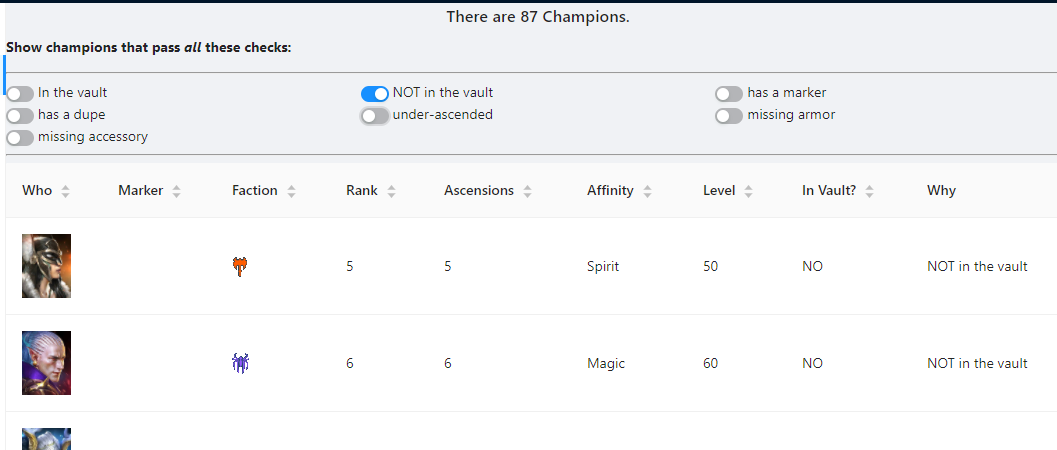 There are 87 Champions.
Show champions that pass all these checks:
In the vault NOT in the vault has a marker
has a dupe under-ascended missing armor
missing accessory
Who Marker Faction Rank Ascensions Affinity Level In Vault? Why
5 5 Spirit 50 NO NOT in the vault
6 6 Magic 60 NO NOT in the vault